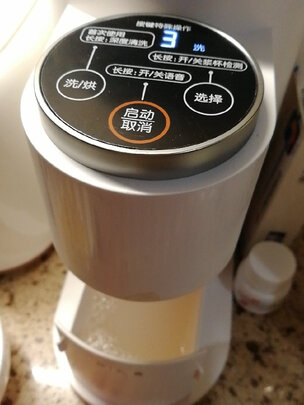 按键特殊操作
首次使用
长按:深度清洗
3 洗
长按:开/关浆杯检测
长按:开/关语音
洗/烘
选择
启动
取消